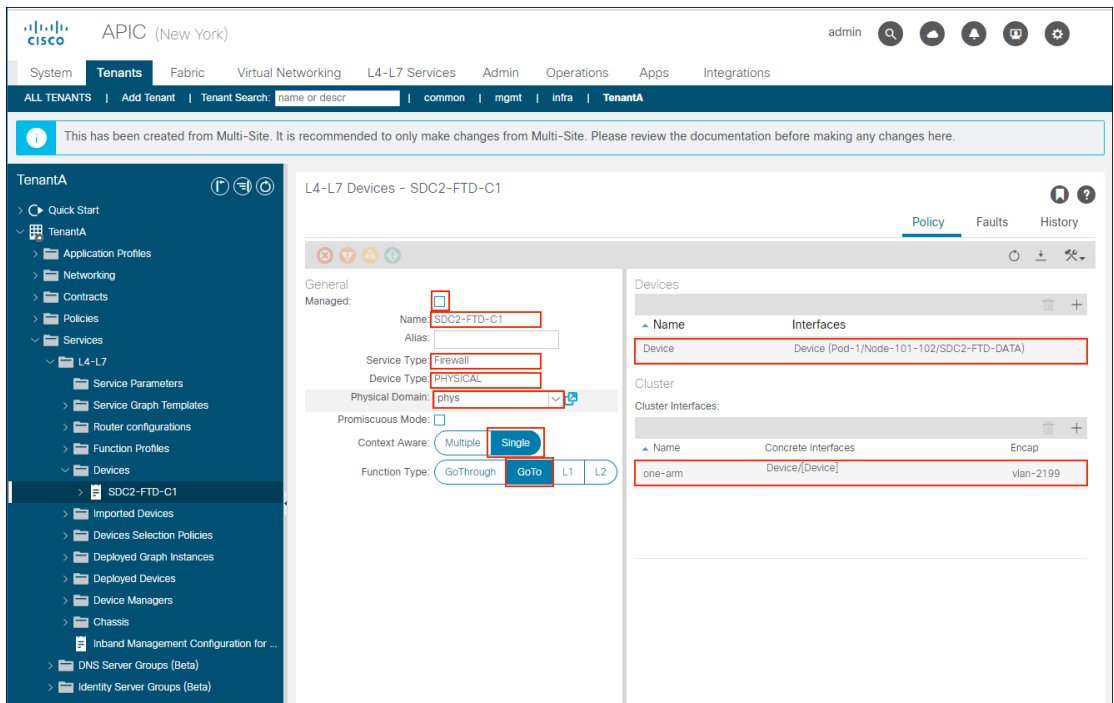 CISCO
APIC (New York)
admin
System Tenants Fabric Virtual Networking L4-L7 Services Admin Operations Apps Integrations
ALL TENANTS | Add Tenant | Tenant Search: name or descr | common | mgmt | infra | TenantA
i
This has been created from Multi-Site. It is recommended to only make changes from Multi-Site. Please review the documentation before making any changes here.
TenantA
Quick Start
TenantA
Application Profiles
Networking
Contracts
Policies
Services
L4-L7
Service Parameters
Service Graph Templates
Router configurations
Function Profiles
Devices
SDC2-FTD-C1
Imported Devices
Devices Selection Policies
Deployed Graph Instances
Deployed Devices
Device Managers
Chassis
Inband Management Configuration for ...
DNS Server Groups (Beta)
Identity Server Groups (Beta)
L4-L7 Devices - SDC2-FTD-C1
Policy Faults History
General
Managed:
Name: SDC2-FTD-C1
Alias:
Service Type: Firewall
Device Type: PHYSICAL
Physical Domain: phys
Promiscuous Mode:
Context Aware: Multiple Single
Function Type: GoThrough GoTo L1 L2
Devices
Name Interfaces
Device Device (Pod-1/Node-101-102/SDC2-FTD-DATA)
Cluster
Cluster Interfaces:
Name Concrete Interfaces Encap
one-arm Device/[Device] vlan-2199